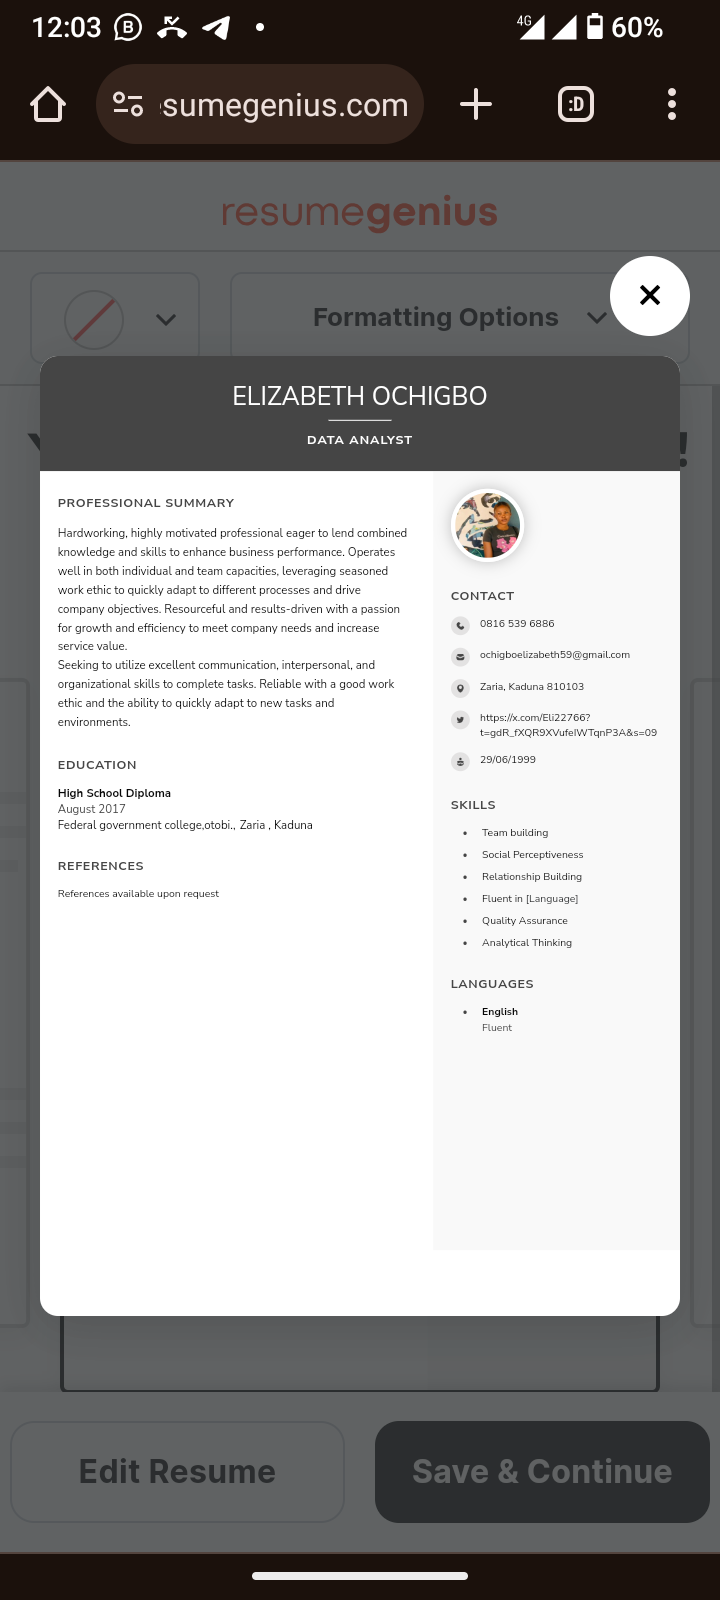 12:03
4G
60%
sumegenius.com
:D
resumegenius
Formatting Options
ELIZABETH OCHIGBO
DATA ANALYST
PROFESSIONAL SUMMARY
Hardworking, highly motivated professional eager to lend combined
knowledge and skills to enhance business performance. Operates
well in both individual and team capacities, leveraging seasoned
work ethic to quickly adapt to different processes and drive
company objectives. Resourceful and results-driven with a passion
for growth and efficiency to meet company needs and increase
service value.
Seeking to utilize excellent communication, interpersonal, and
organizational skills to complete tasks. Reliable with a good work
ethic and the ability to quickly adapt to new tasks and
environments.
EDUCATION
High School Diploma
August 2017
Federal government college,otobi., Zaria , Kaduna
REFERENCES
References available upon request
CONTACT
0816 539 6886
ochigboelizabeth59@gmail.com
Zaria, Kaduna 810103
https://x.com/Eli22766?
t=gdR_fXQR9XVufeIWTqnP3A&s=09
29/06/1999
SKILLS
Team building
Social Perceptiveness
Relationship Building
Fluent in [Language]
Quality Assurance
Analytical Thinking
LANGUAGES
English
Fluent
Edit Resume
Save & Continue